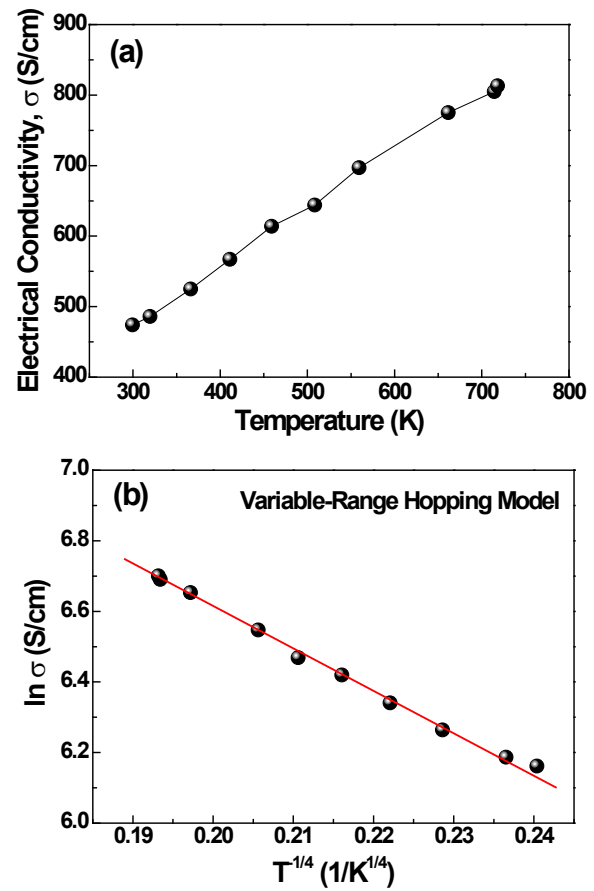 (a)
Electrical Conductivity, σ (S/cm)
900
800
700
600
500
400
300 400 500 600 700 800
Temperature (K)
(b)
Variable-Range Hopping Model
ln σ (S/cm)
7.0
6.8
6.6
6.4
6.2
6.0
0.19 0.20 0.21 0.22 0.23 0.24
T^-1/4 (1/K^1/4)